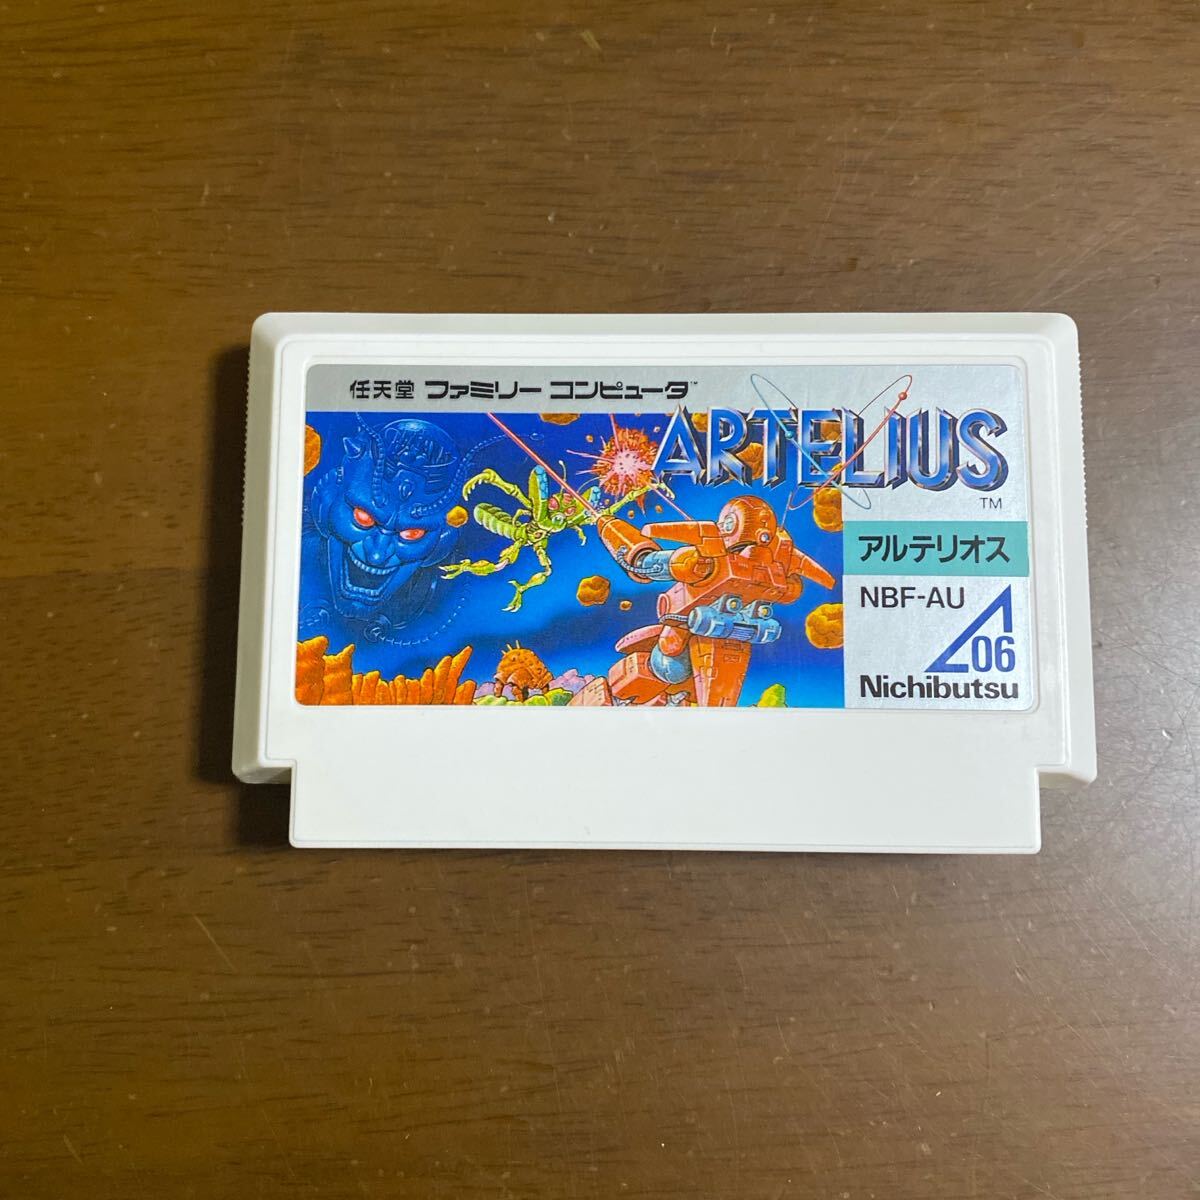 任天堂 ファミリー コンピュータ™
ARTELIUS
TM
アルテリオス
NBF-AU
06
Nichibutsu